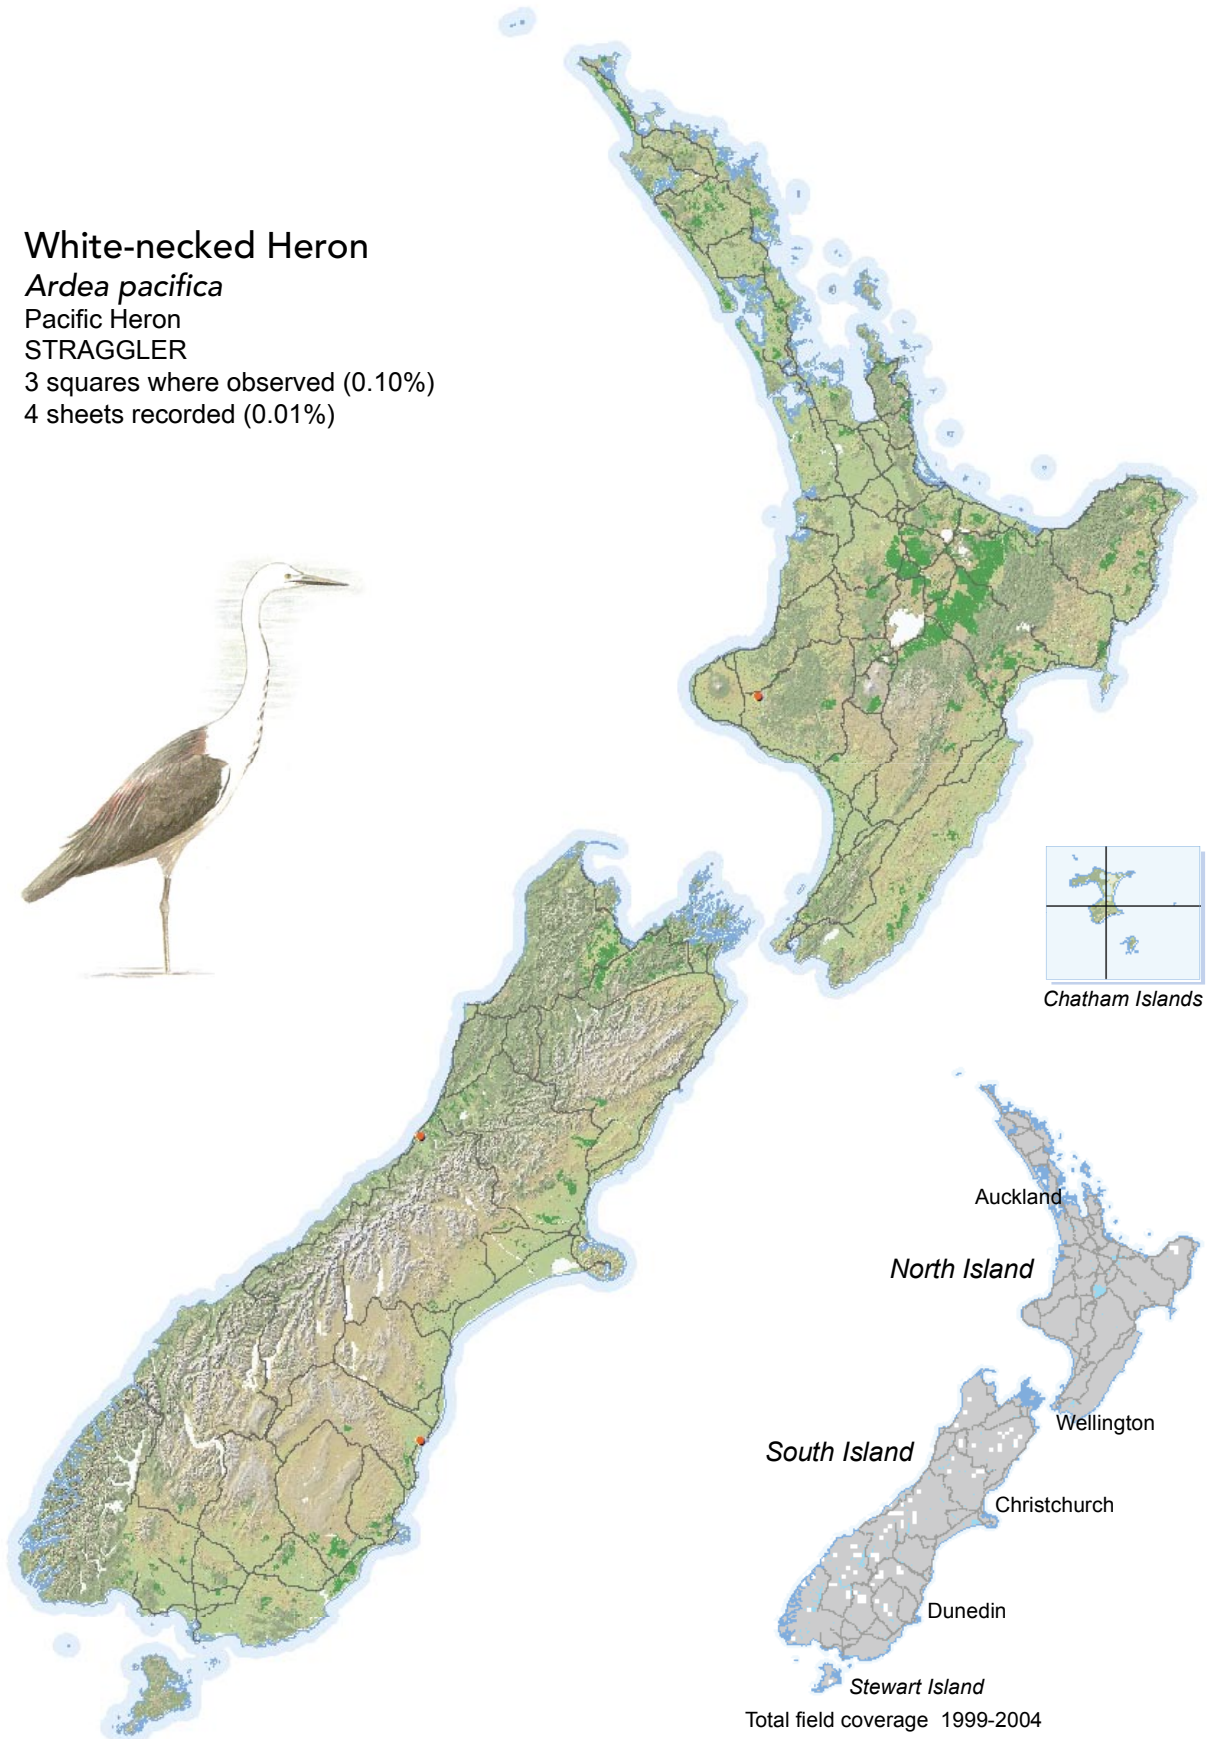 White-necked Heron
Ardea pacifica
Pacific Heron
STRAGGLER
3 squares where observed (0.10%)
4 sheets recorded (0.01%)
Chatham Islands
Auckland
North Island
Wellington
South Island
Christchurch
Dunedin
Stewart Island
Total field coverage 1999-2004